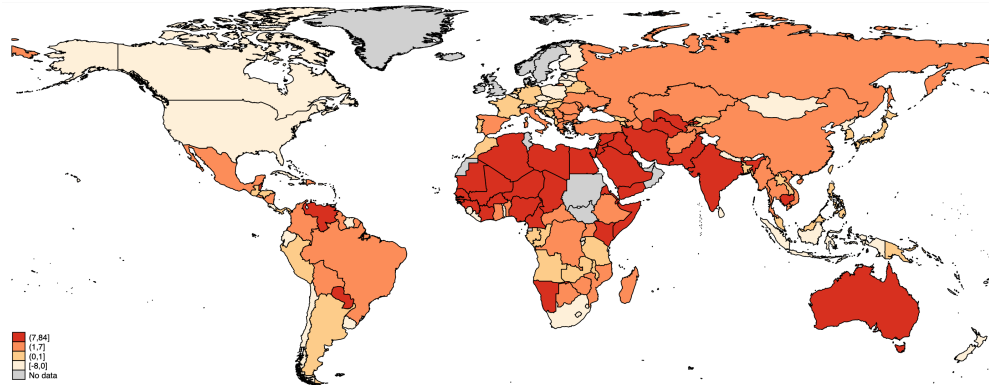 (7,84]
(1,7]
(0,1]
[-8,0]
No data